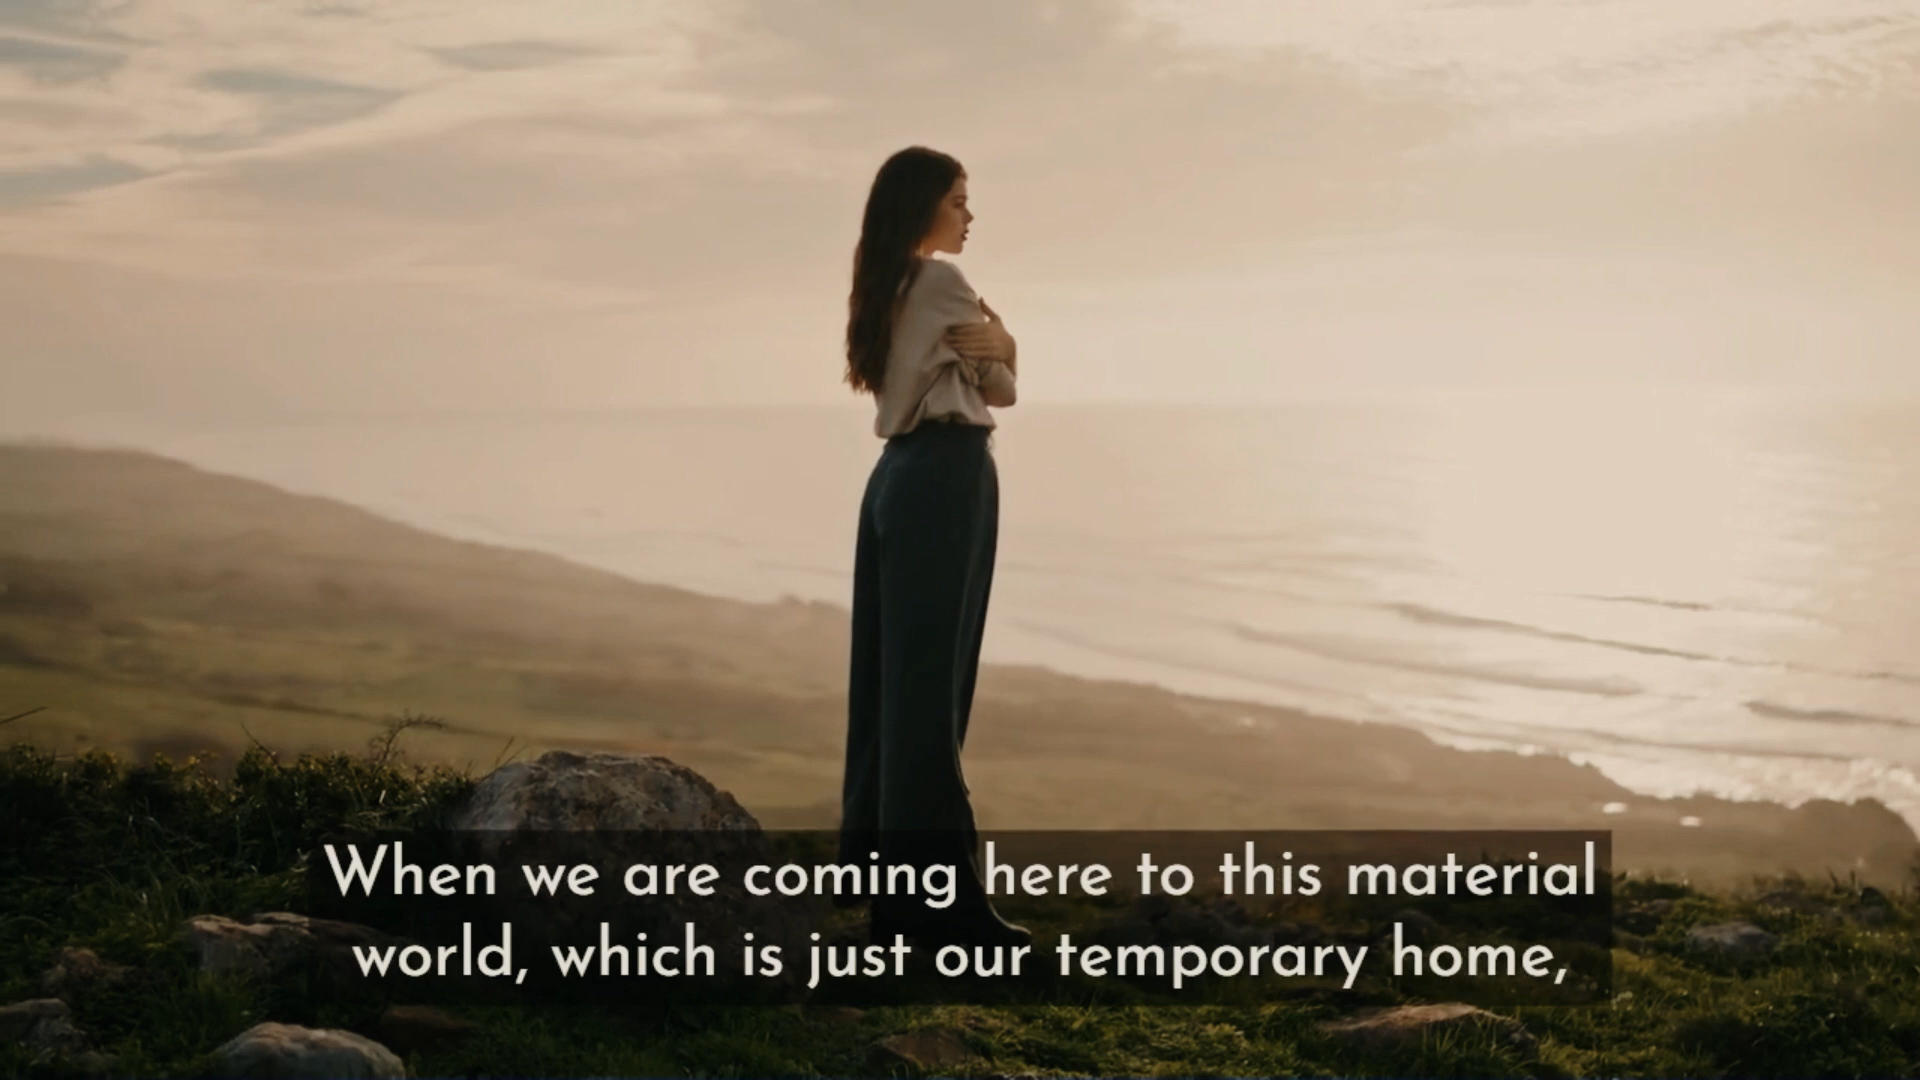 When we are coming here to this material
world, which is just our temporary home,